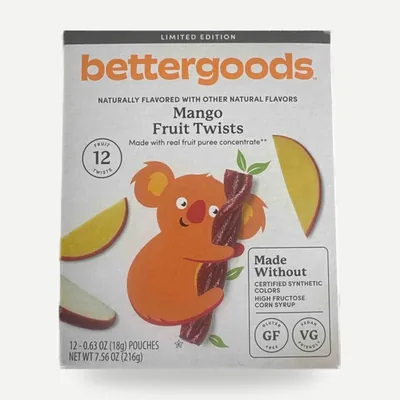 LIMITED EDITION
bettergoods™
NATURALLY FLAVORED WITH OTHER NATURAL FLAVORS
Mango
Fruit Twists
Made with real fruit puree concentrate**
FRUIT
12
TWISTS
Made
Without
CERTIFIED SYNTHETIC
COLORS
HIGH FRUCTOSE
CORN SYRUP
GLUTEN
GF
FREE
VEGAN
VG
FRIENDLY
12 - 0.63 OZ (18g) POUCHES
NET WT 7.56 OZ (216g)